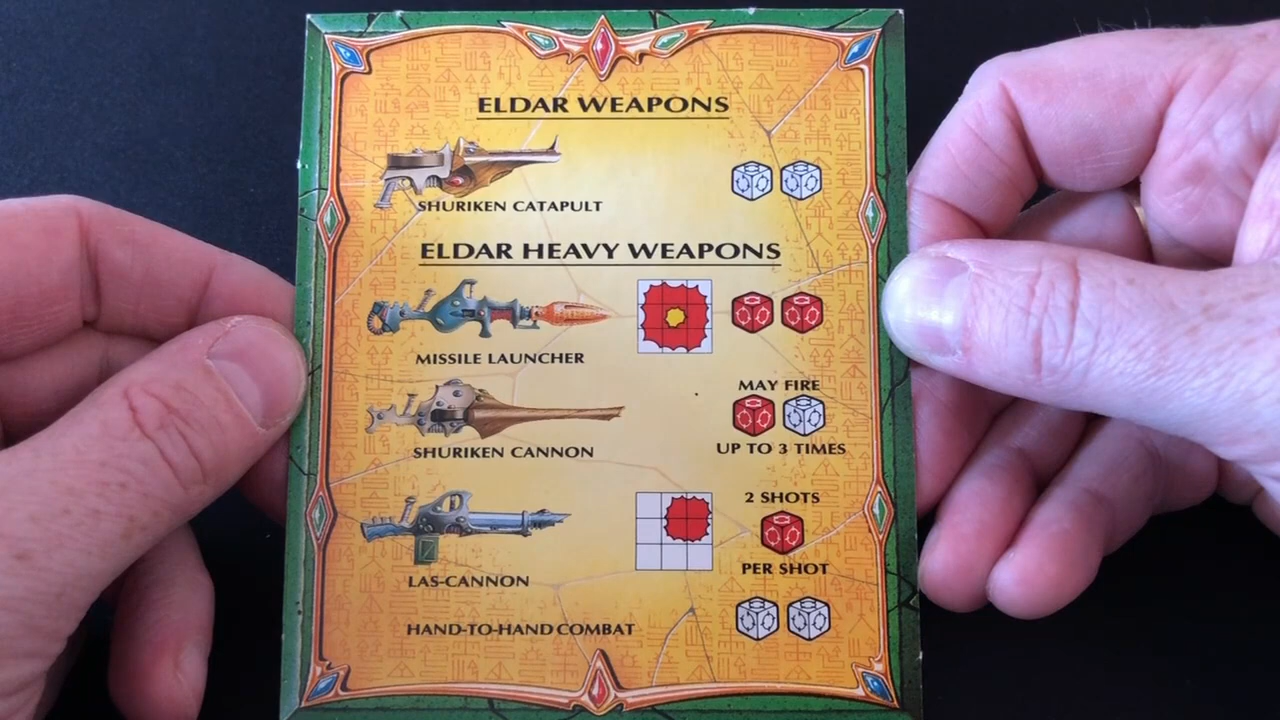 ELDAR WEAPONS
SHURIKEN CATAPULT
ELDAR HEAVY WEAPONS
MISSILE LAUNCHER
MAY FIRE
SHURIKEN CANNON
UP TO 3 TIMES
2 SHOTS
LAS-CANNON
PER SHOT
HAND-TO-HAND COMBAT